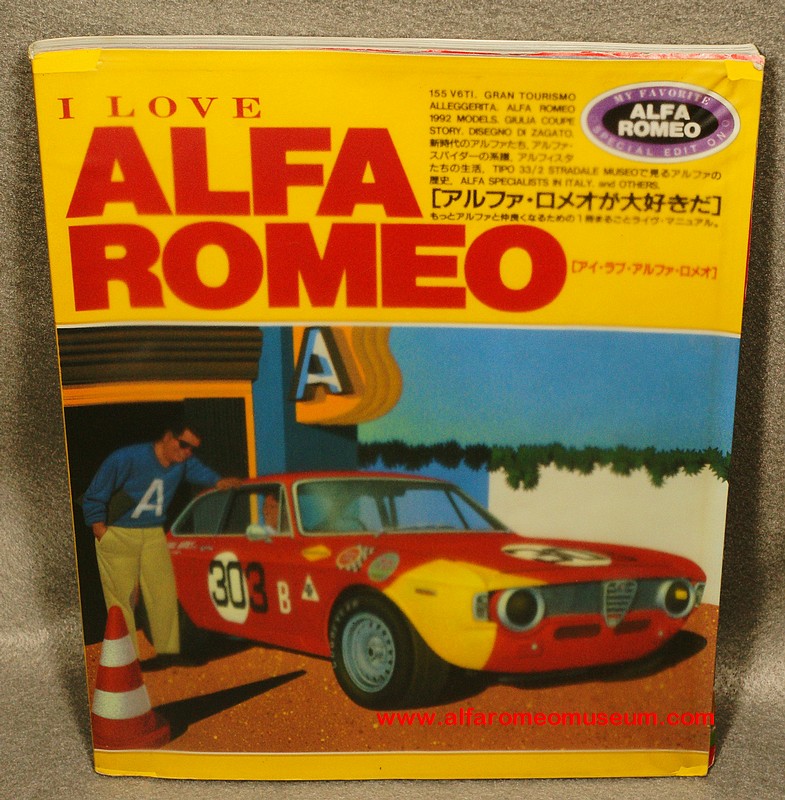 I LOVE
ALFA
ROMEO
155 V6TI. GRAN TOURISMO
ALLEGGERITA. ALFA ROMEO
1992 MODELS. GIULIA COUPE
STORY. DISEGNO DI ZAGATO.
新時代のアルファたち, アルファ・
スパイダーの系譜, アルフィスタ
たちの生活, TIPO 33/2 STRADALE MUSEOで見るアルファの
歴史, ALFA SPECIALISTS IN ITALY. and OTHERS.
[アルファ・ロメオが大好きだ]
もっとアルファと仲良くなるための1冊まるごとライヴ・マニュアル。
MY FAVORITE
ALFA
ROMEO
SPECIAL EDIT ON
[アイ・ラブ・アルファ・ロメオ]
A
A
303
B
www.alfaromeomuseum.com